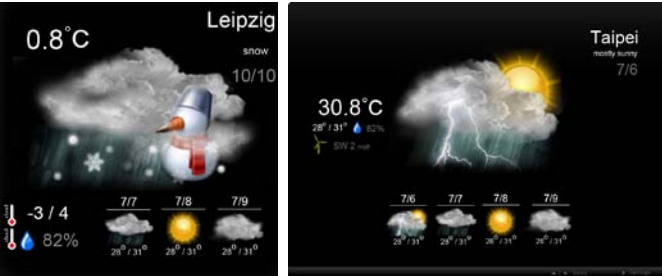 Leipzig
0.8°C
snow
10/10
-3 / 4
82%
7/7 7/8 7/9
28° / 31° 28° / 31° 28° / 31°
Taipei
mostly sunny
7/6
30.8°C
28° / 31° 82%
SW 2 mph
7/6 7/7 7/8 7/9
28° / 31° 28° / 31° 28° / 31° 28° / 31°